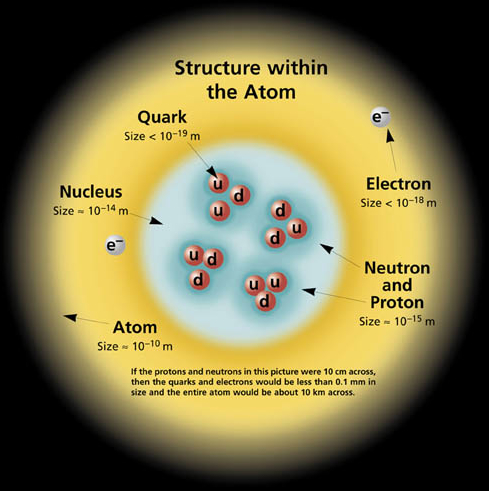 Structure within
the Atom
Quark
Size < 10⁻¹⁹ m
e⁻
Nucleus
Size ≈ 10⁻¹⁴ m
Electron
Size < 10⁻¹⁸ m
u
d
u
d
u
d
e⁻
u d
d
u u
d
Neutron
and
Proton
Size ≈ 10⁻¹⁵ m
Atom
Size ≈ 10⁻¹⁰ m
If the protons and neutrons in this picture were 10 cm across,
then the quarks and electrons would be less than 0.1 mm in
size and the entire atom would be about 10 km across.